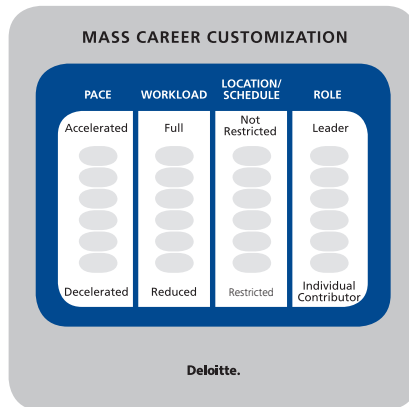 MASS CAREER CUSTOMIZATION
PACE WORKLOAD LOCATION/
SCHEDULE ROLE
Accelerated Full Not
Restricted Leader
Decelerated Reduced Restricted Individual
Contributor
Deloitte.